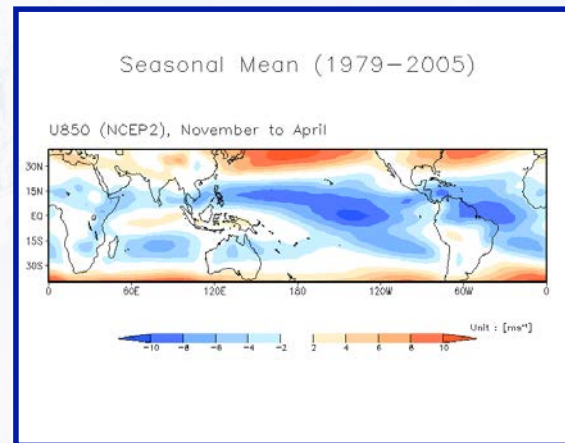 Seasonal Mean (1979−2005)
U850 (NCEP2), November to April
30N
15N
EQ
15S
30S
0 60E 120E 180 120W 60W 0
Unit : [ms⁻¹]
−10 −8 −6 −4 −2 2 4 6 8 10